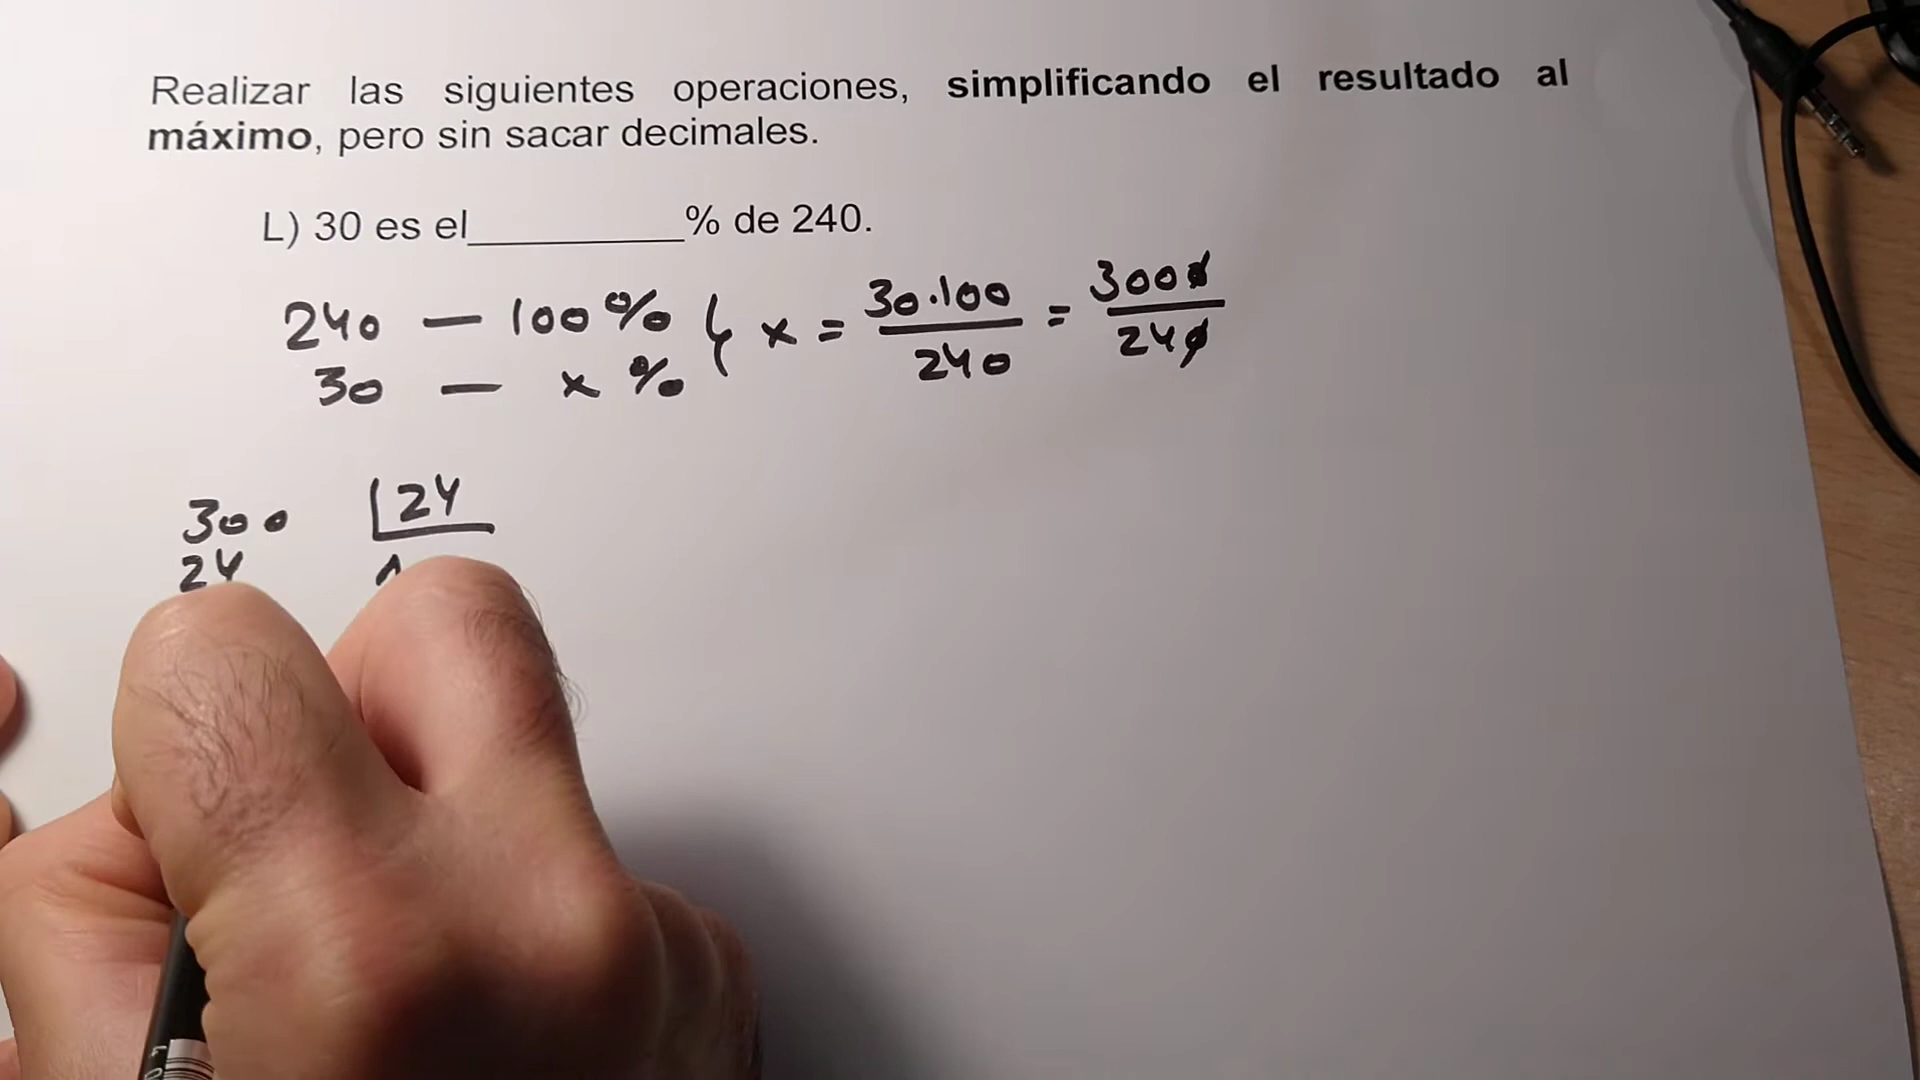 Realizar las siguientes operaciones, simplificando el resultado al
máximo, pero sin sacar decimales.
L) 30 es el__________% de 240.
240 — 100% } x = 30·100/240 = 3000/240
30 — x %
300 |24
24